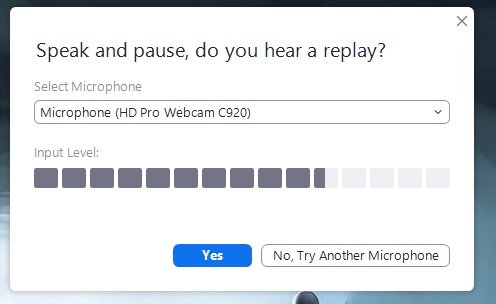 Speak and pause, do you hear a replay?
Select Microphone
Microphone (HD Pro Webcam C920)
Input Level:
Yes
No, Try Another Microphone